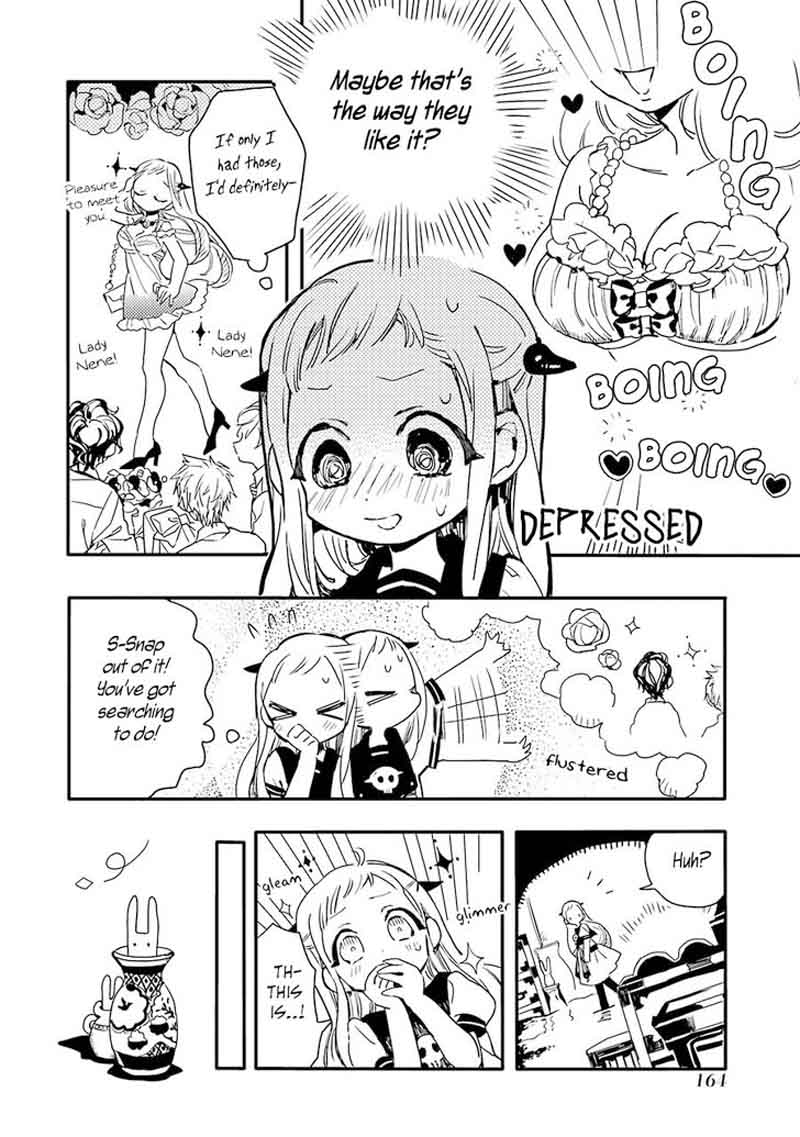 BOING
BOING
BOING
Maybe that's
the way they
like it?
DEPRESSED
If only I
had those,
I'd definitely-
Pleasure
to meet
you.
Lady
Nene!
Lady
Nene!
flustered
S-Snap
out of it!
You've got
searching
to do!
Huh?
gleam
glimmer
TH-
THIS
IS...!
164